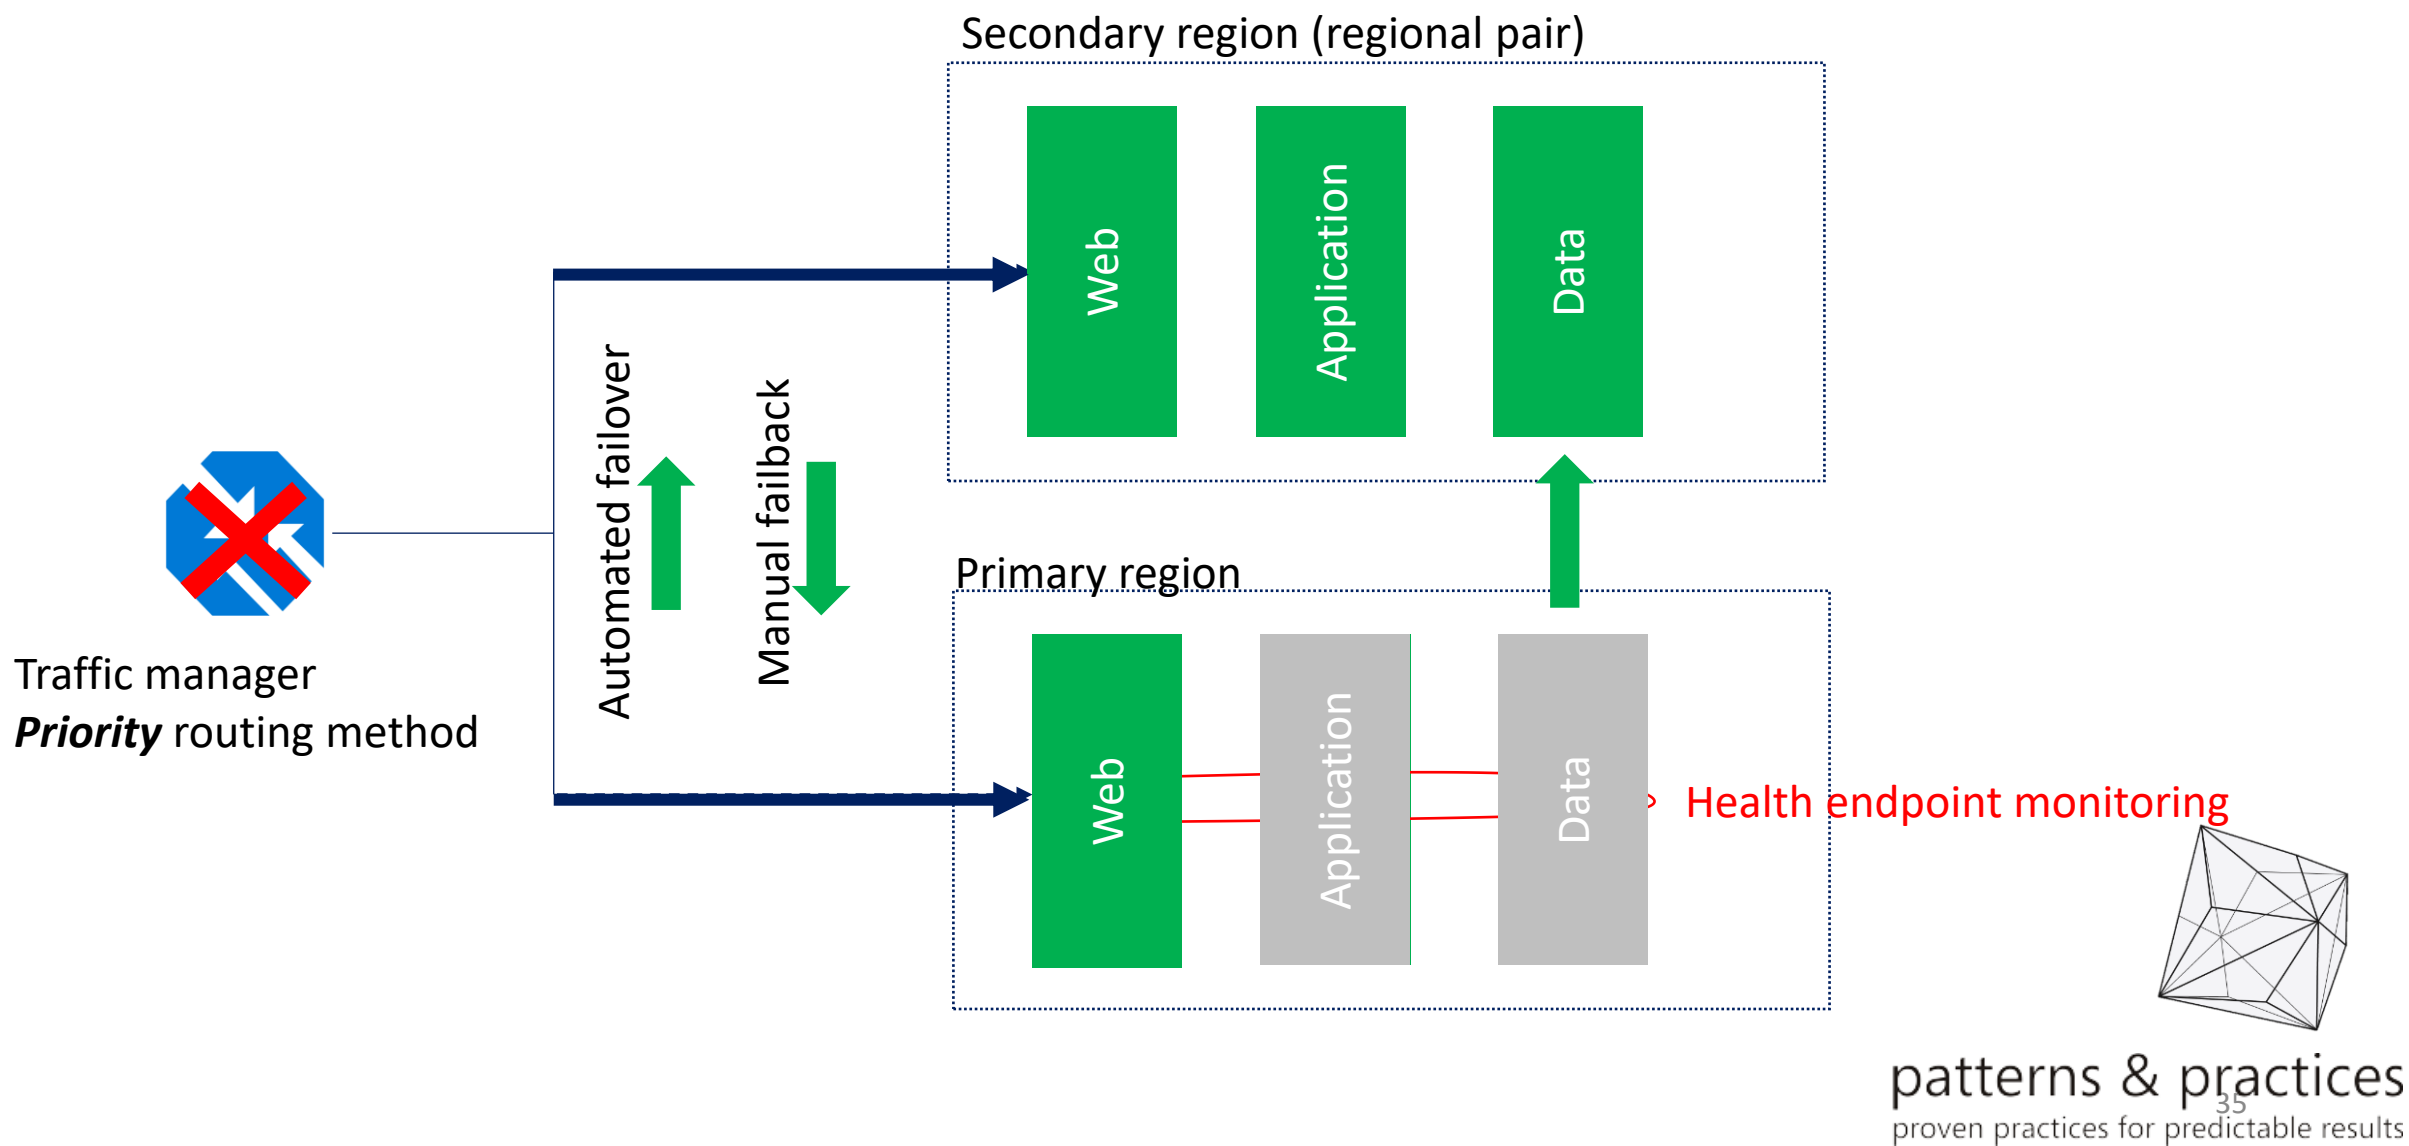 Secondary region (regional pair)
Web
Application
Data
Automated failover
Manual failback
Traffic manager
Priority routing method
Primary region
Web
Application
Data
Health endpoint monitoring
patterns & practices
35
proven practices for predictable results